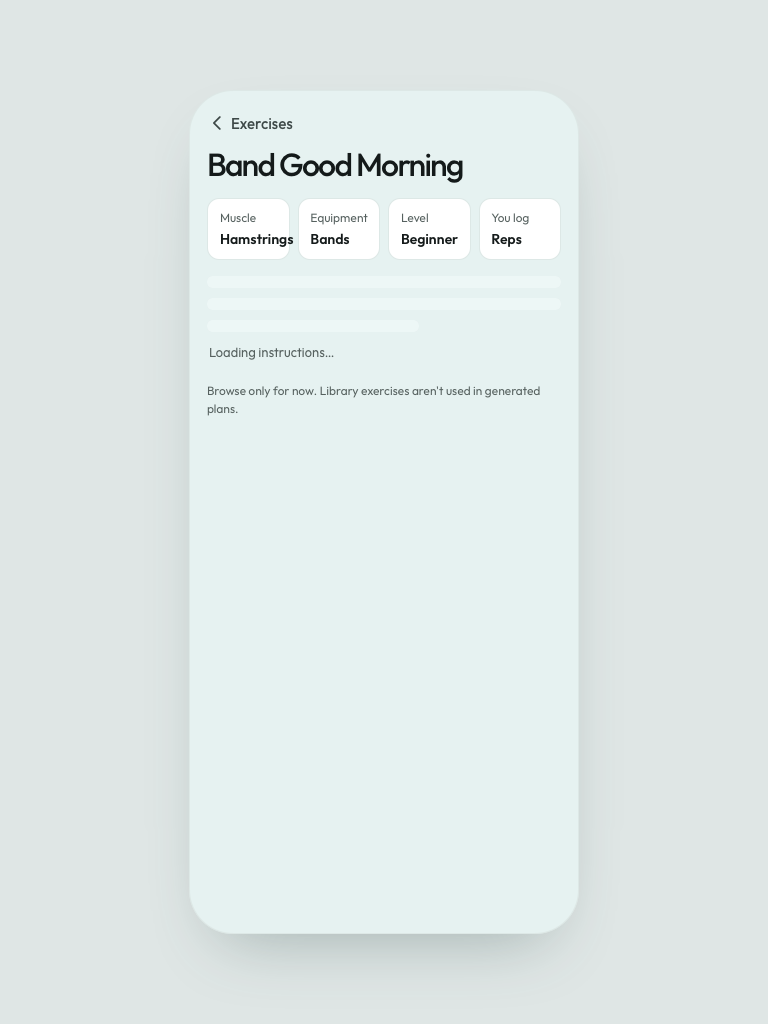 Exercises
Band Good Morning
Muscle
Hamstrings
Equipment
Bands
Level
Beginner
You log
Reps
Loading instructions…
Browse only for now. Library exercises aren't used in generated
plans.